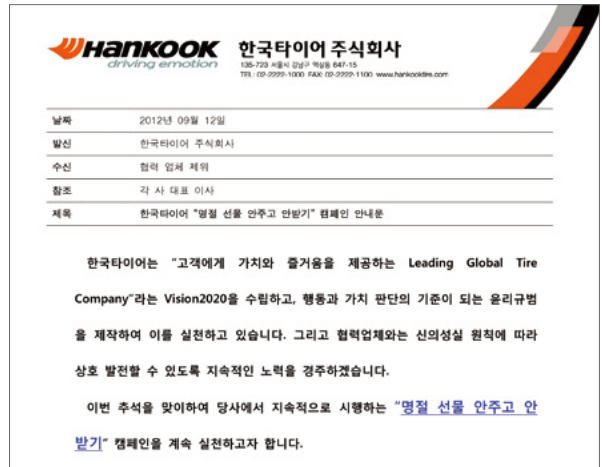 HANKOOK
driving emotion
한국타이어 주식회사
135-723 서울시 강남구 역삼동 647-15
TEL: 02-2222-1000 FAX: 02-2222-1100 www.hankooktire.com
날짜 2012년 09월 12일
발신 한국타이어 주식회사
수신 협력 업체 제위
참조 각 사 대표 이사
제목 한국타이어 "명절 선물 안주고 안받기" 캠페인 안내문
한국타이어는 "고객에게 가치와 즐거움을 제공하는 Leading Global Tire
Company"라는 Vision2020을 수립하고, 행동과 가치 판단의 기준이 되는 윤리규범
을 제작하여 이를 실천하고 있습니다. 그리고 협력업체와는 신의성실 원칙에 따라
상호 발전할 수 있도록 지속적인 노력을 경주하겠습니다.
이번 추석을 맞이하여 당사에서 지속적으로 시행하는 "명절 선물 안주고 안
받기" 캠페인을 계속 실천하고자 합니다.